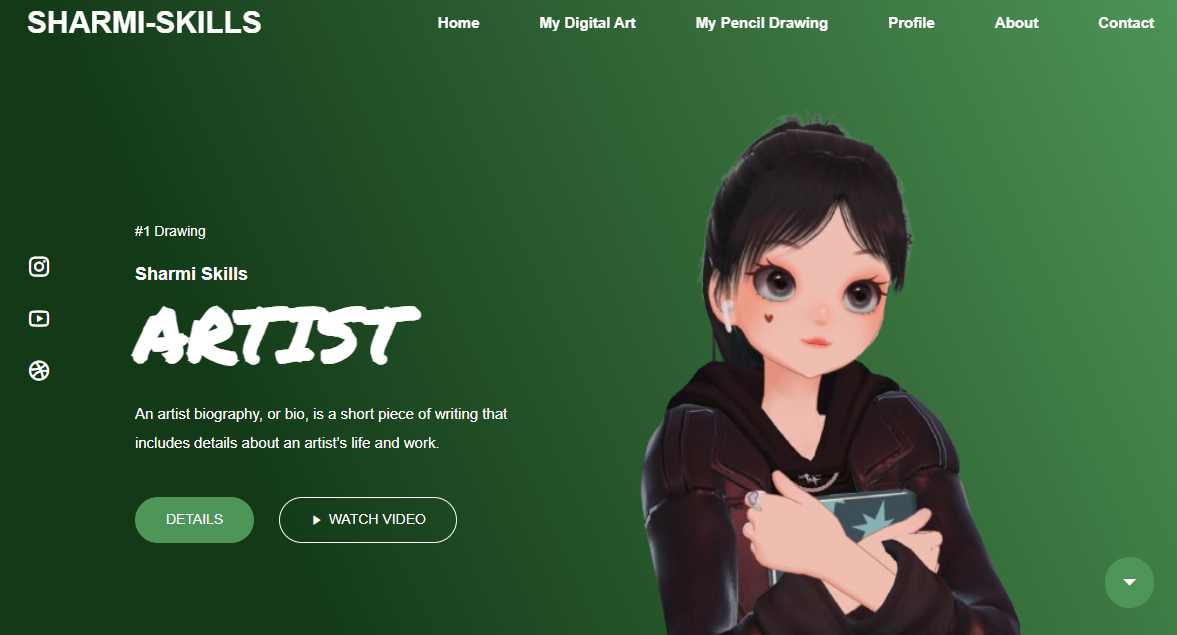 SHARMI-SKILLS
Home My Digital Art My Pencil Drawing Profile About Contact
#1 Drawing
Sharmi Skills
ARTIST
An artist biography, or bio, is a short piece of writing that
includes details about an artist's life and work.
DETAILS
WATCH VIDEO